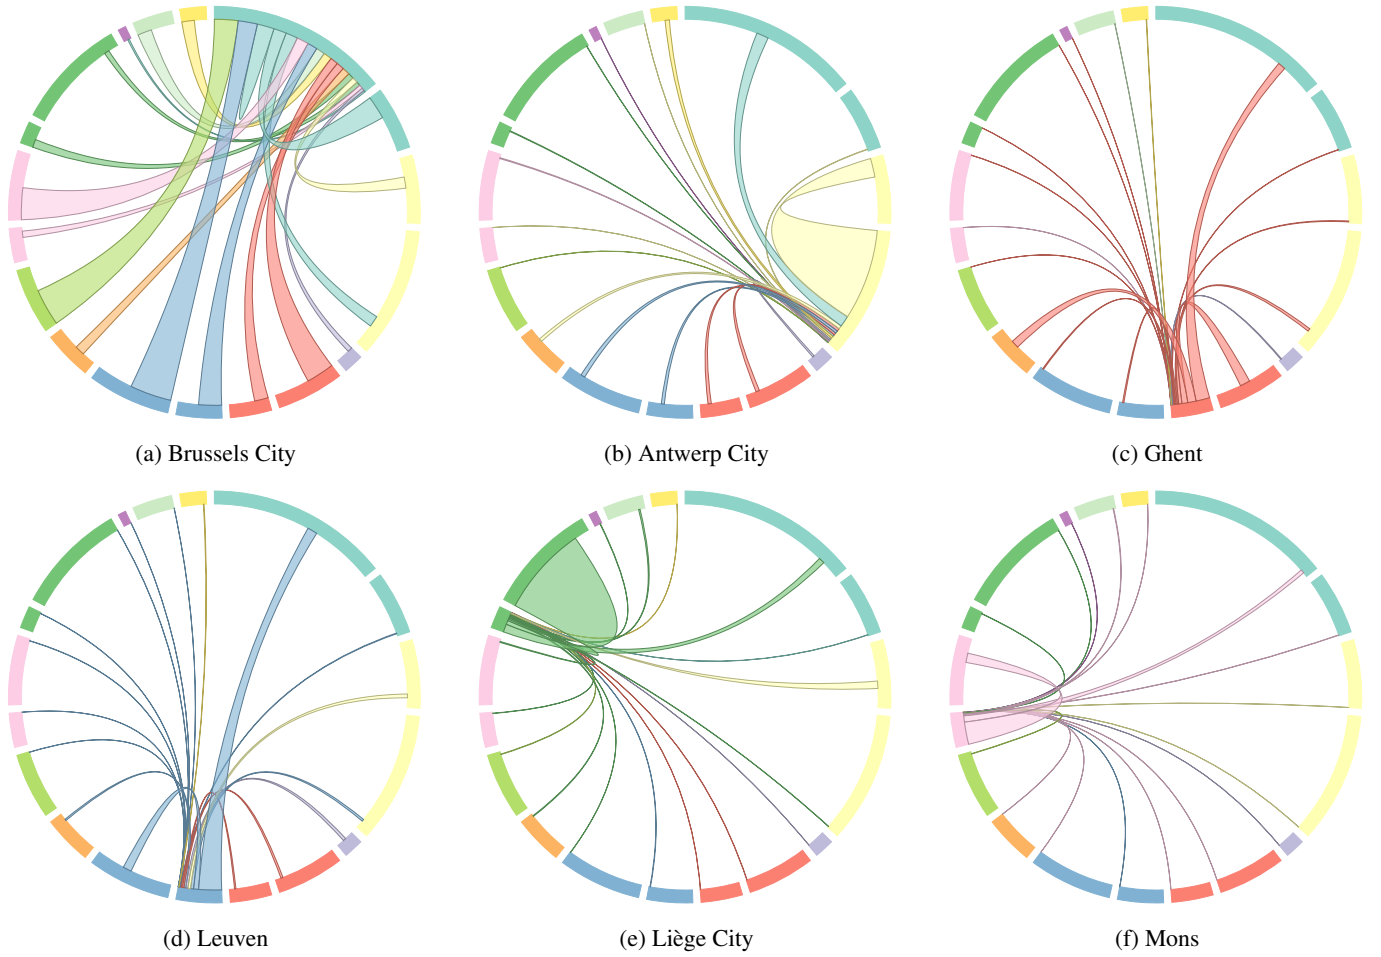 (a) Brussels City
(b) Antwerp City
(c) Ghent
(d) Leuven
(e) Liège City
(f) Mons